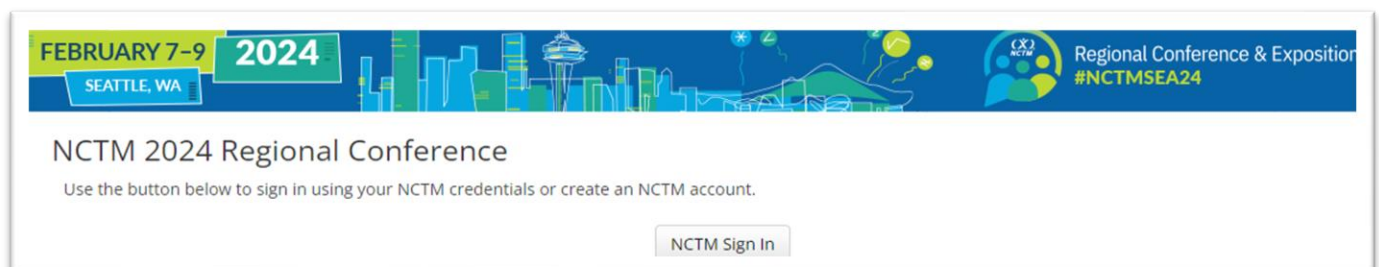 FEBRUARY 7–9
2024
SEATTLE, WA
NCTM
Regional Conference & Exposition
#NCTMSEA24
NCTM 2024 Regional Conference
Use the button below to sign in using your NCTM credentials or create an NCTM account.
NCTM Sign In